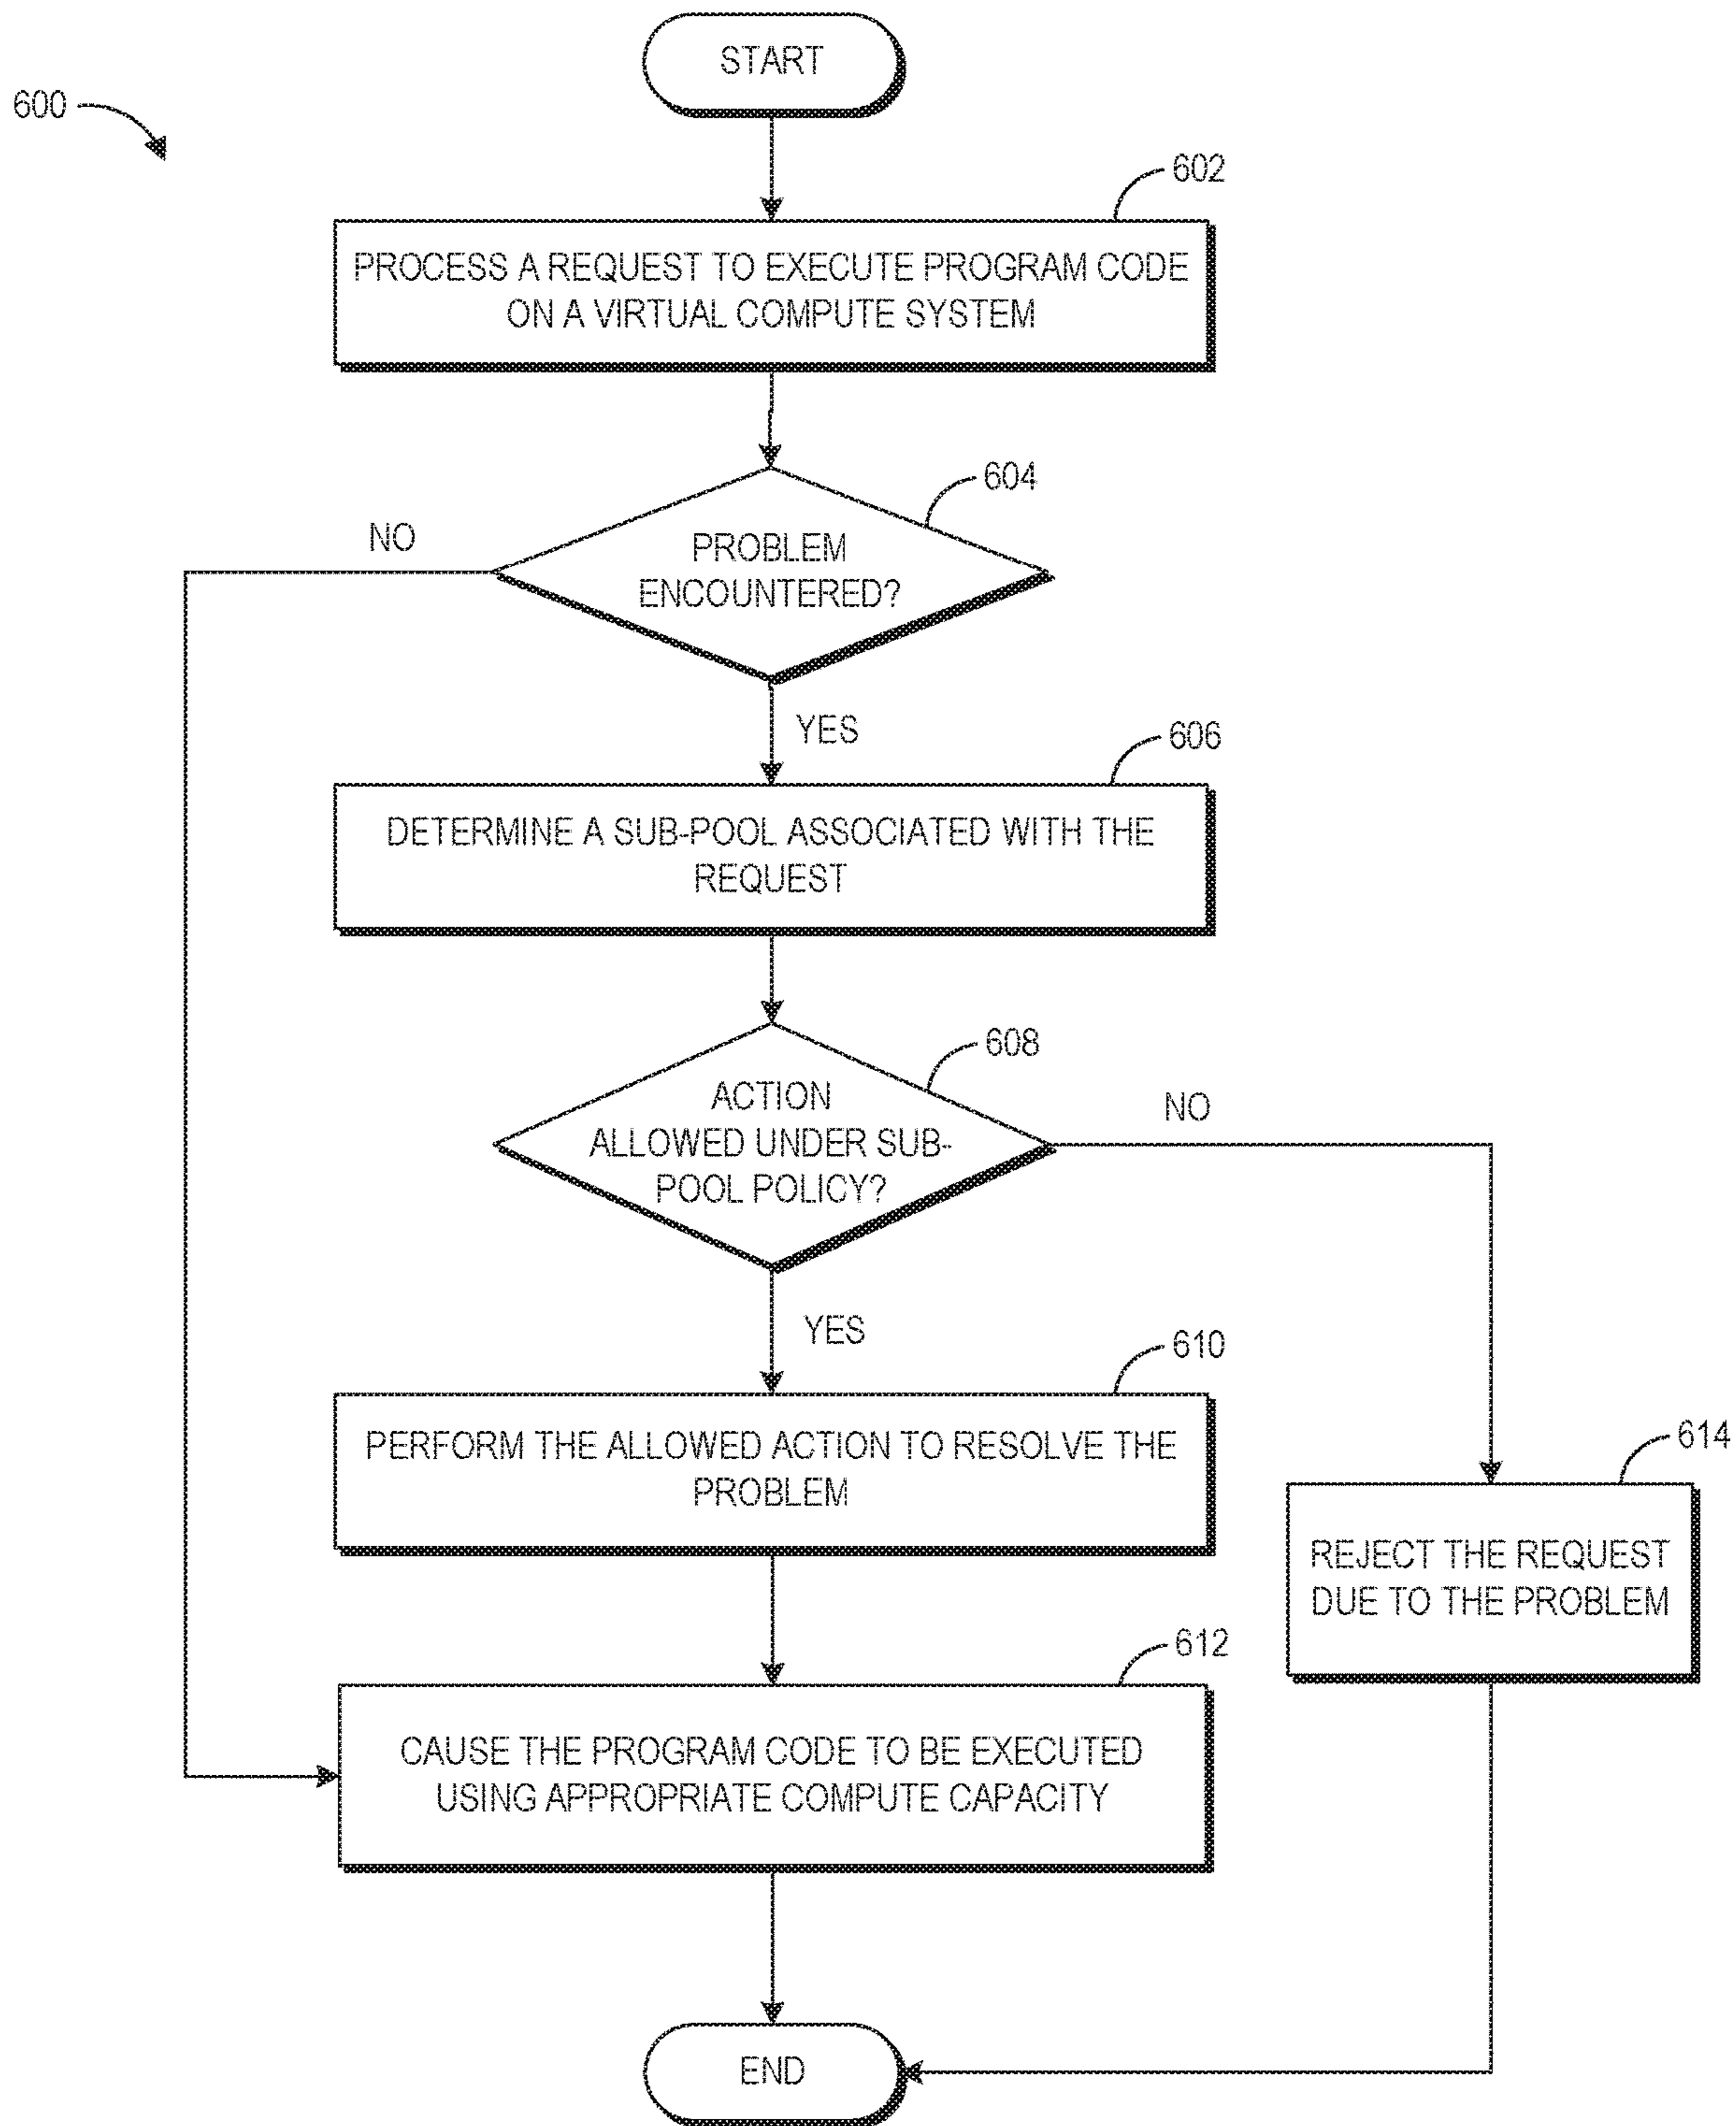 START
600
602
PROCESS A REQUEST TO EXECUTE PROGRAM CODE
ON A VIRTUAL COMPUTE SYSTEM
604
NO
PROBLEM
ENCOUNTERED?
YES
606
DETERMINE A SUB-POOL ASSOCIATED WITH THE
REQUEST
608
ACTION
ALLOWED UNDER SUB-
POOL POLICY?
NO
YES
610
PERFORM THE ALLOWED ACTION TO RESOLVE THE
PROBLEM
614
REJECT THE REQUEST
DUE TO THE PROBLEM
612
CAUSE THE PROGRAM CODE TO BE EXECUTED
USING APPROPRIATE COMPUTE CAPACITY
END